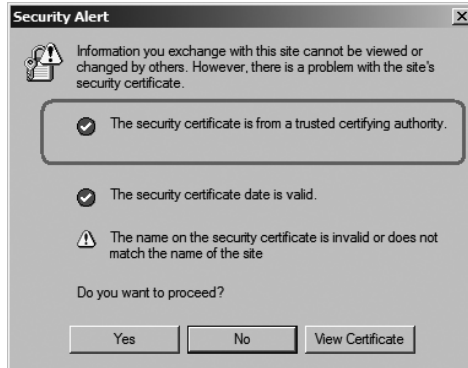 Security Alert
Information you exchange with this site cannot be viewed or
changed by others. However, there is a problem with the site's
security certificate.
The security certificate is from a trusted certifying authority.
The security certificate date is valid.
The name on the security certificate is invalid or does not
match the name of the site
Do you want to proceed?
Yes No View Certificate